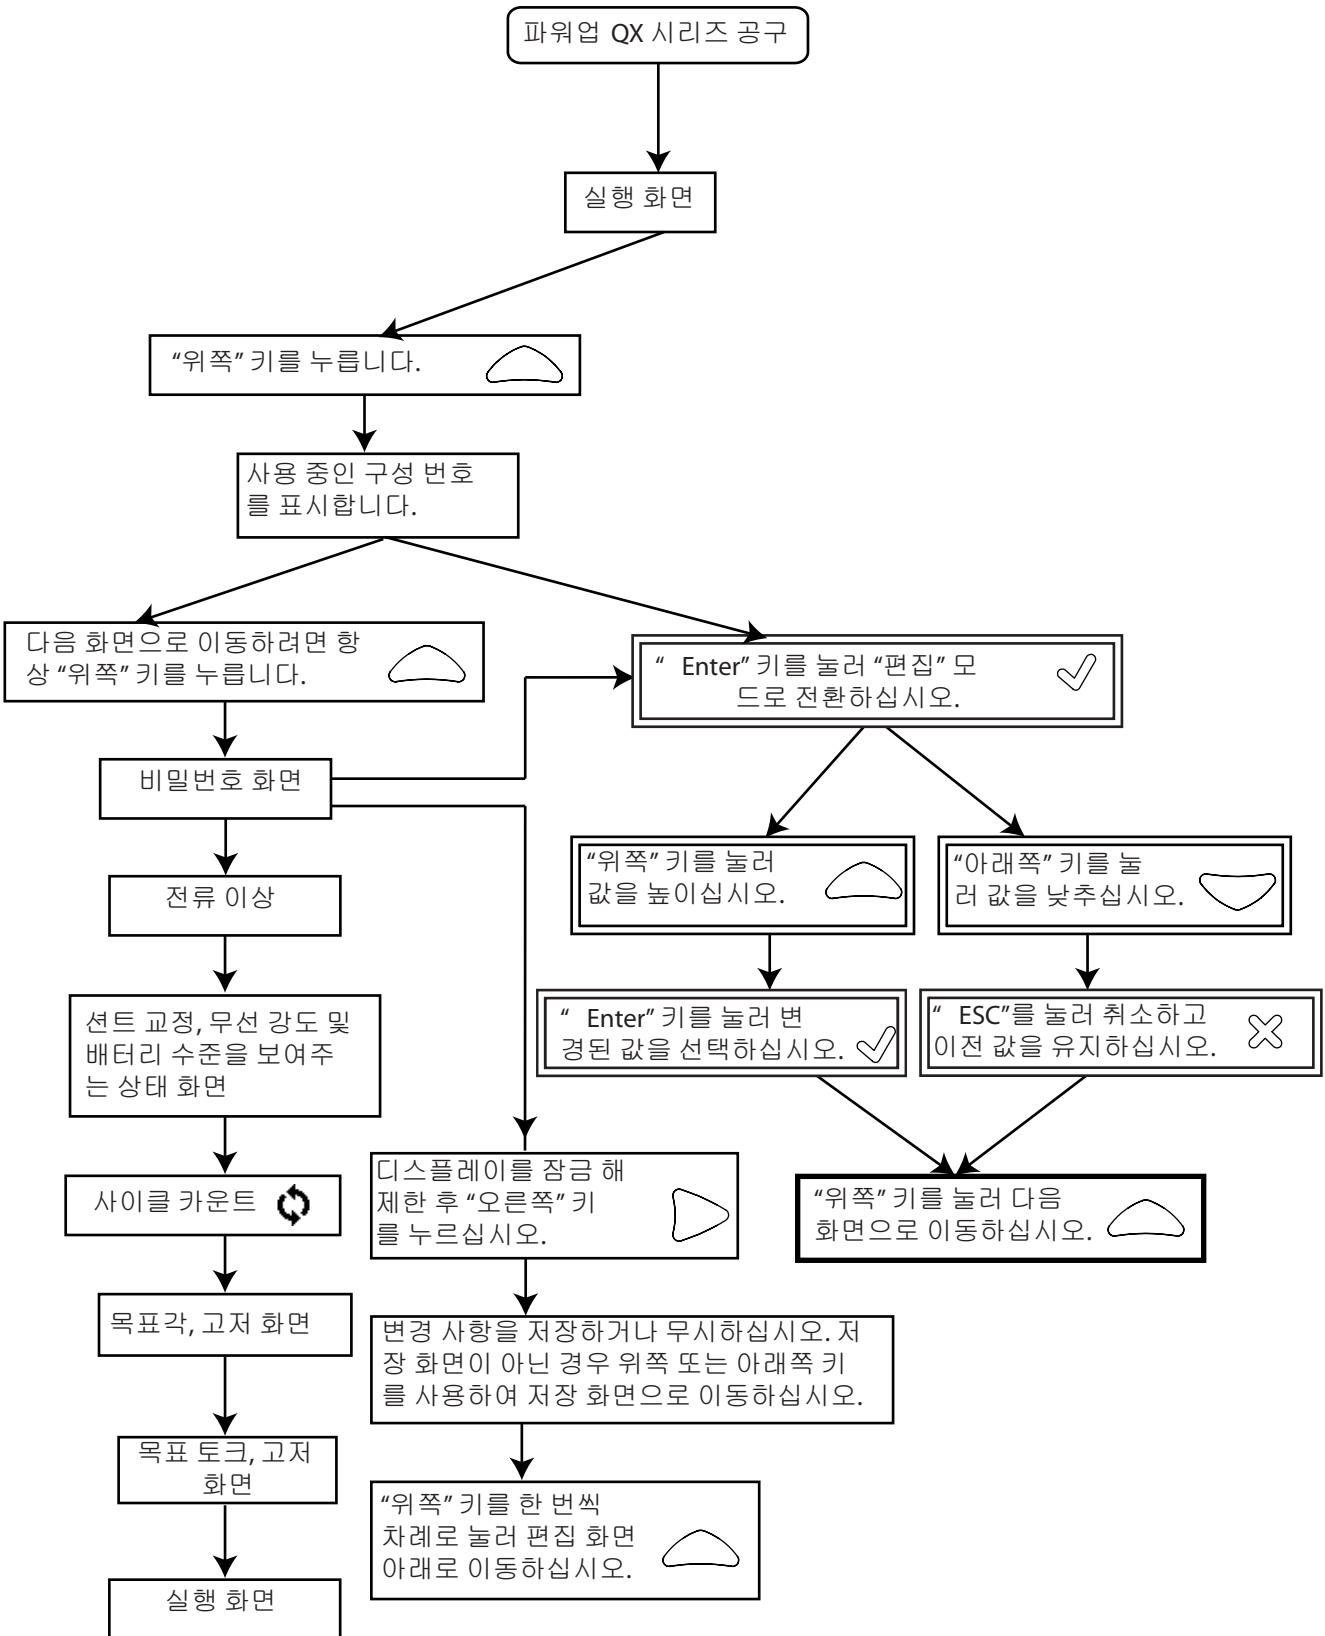 파워업 QX 시리즈 공구
실행 화면
“위쪽” 키를 누릅니다.
사용 중인 구성 번호
를 표시합니다.
다음 화면으로 이동하려면 항
상 “위쪽” 키를 누릅니다.
“ Enter” 키를 눌러 “편집” 모
드로 전환하십시오.
비밀번호 화면
“위쪽” 키를 눌러
값을 높이십시오.
“아래쪽” 키를 눌
러 값을 낮추십시오.
전류 이상
“ Enter” 키를 눌러 변
경된 값을 선택하십시오.
“ ESC”를 눌러 취소하고
이전 값을 유지하십시오.
션트 교정, 무선 강도 및
배터리 수준을 보여주
는 상태 화면
디스플레이를 잠금 해
제한 후 “오른쪽” 키
를 누르십시오.
“위쪽” 키를 눌러 다음
화면으로 이동하십시오.
사이클 카운트
목표각, 고저 화면
변경 사항을 저장하거나 무시하십시오. 저
장 화면이 아닌 경우 위쪽 또는 아래쪽 키
를 사용하여 저장 화면으로 이동하십시오.
목표 토크, 고저
화면
“위쪽” 키를 한 번씩
차례로 눌러 편집 화면
아래로 이동하십시오.
실행 화면